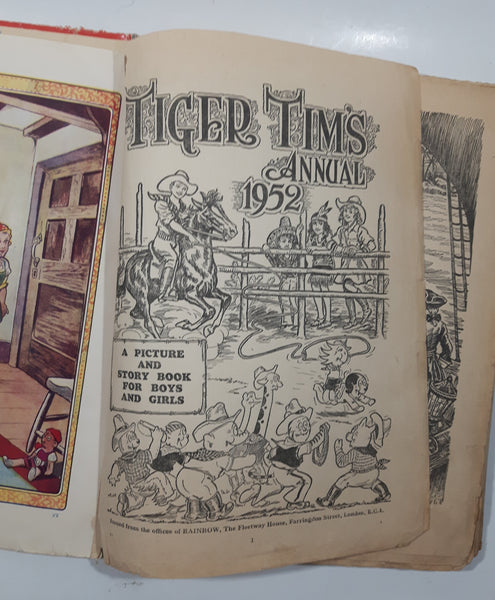 TIGER TIM'S
ANNUAL
1952
A PICTURE
AND
STORY BOOK
FOR BOYS
AND GIRLS
Issued from the offices of RAINBOW, The Fleetway House, Farringdon Street, London, E.C.4.
1